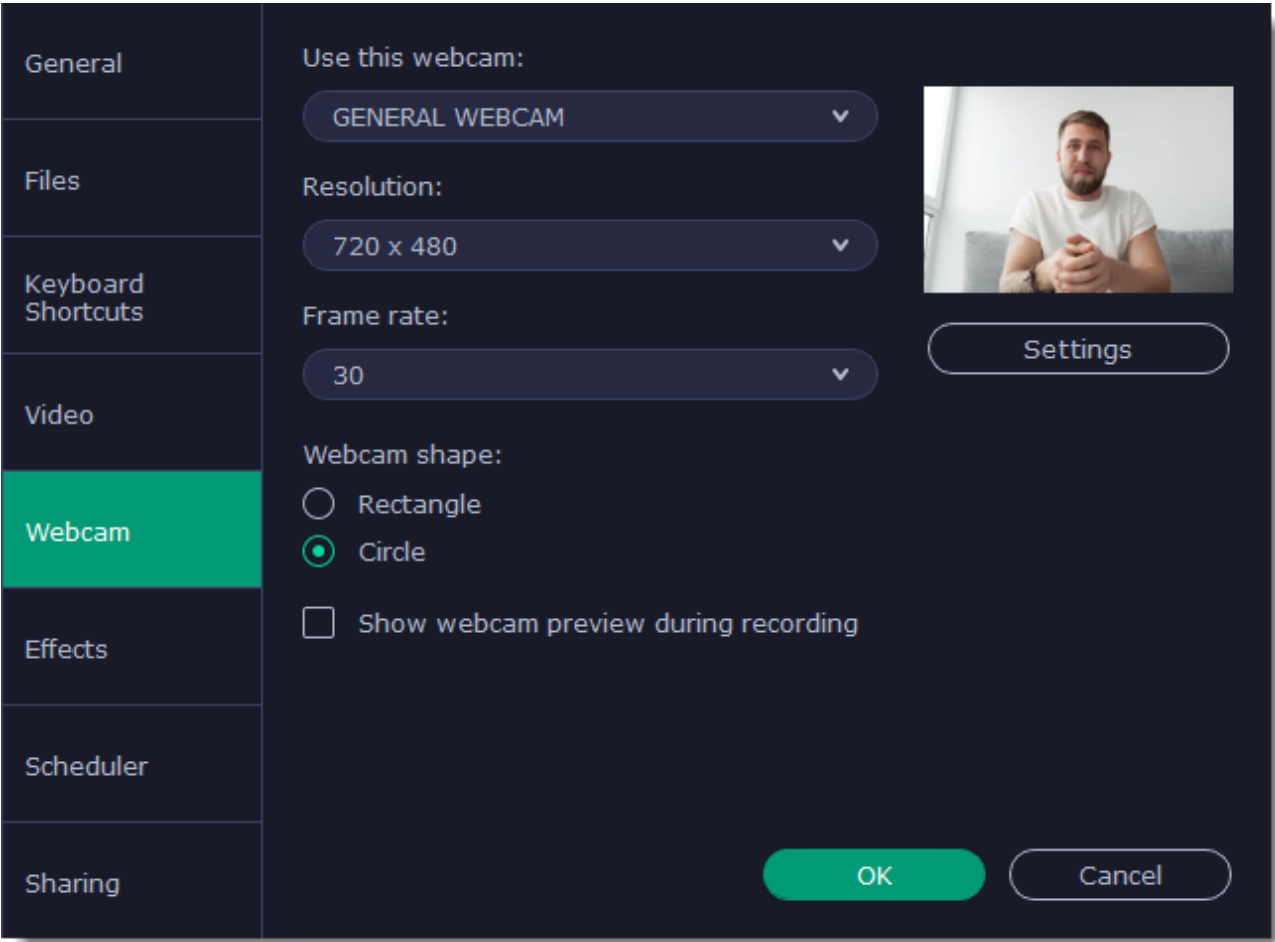 General
Files
Keyboard
Shortcuts
Video
Webcam
Effects
Scheduler
Sharing
Use this webcam:
GENERAL WEBCAM
Resolution:
720 x 480
Frame rate:
30
Settings
Webcam shape:
Rectangle
Circle
Show webcam preview during recording
OK
Cancel